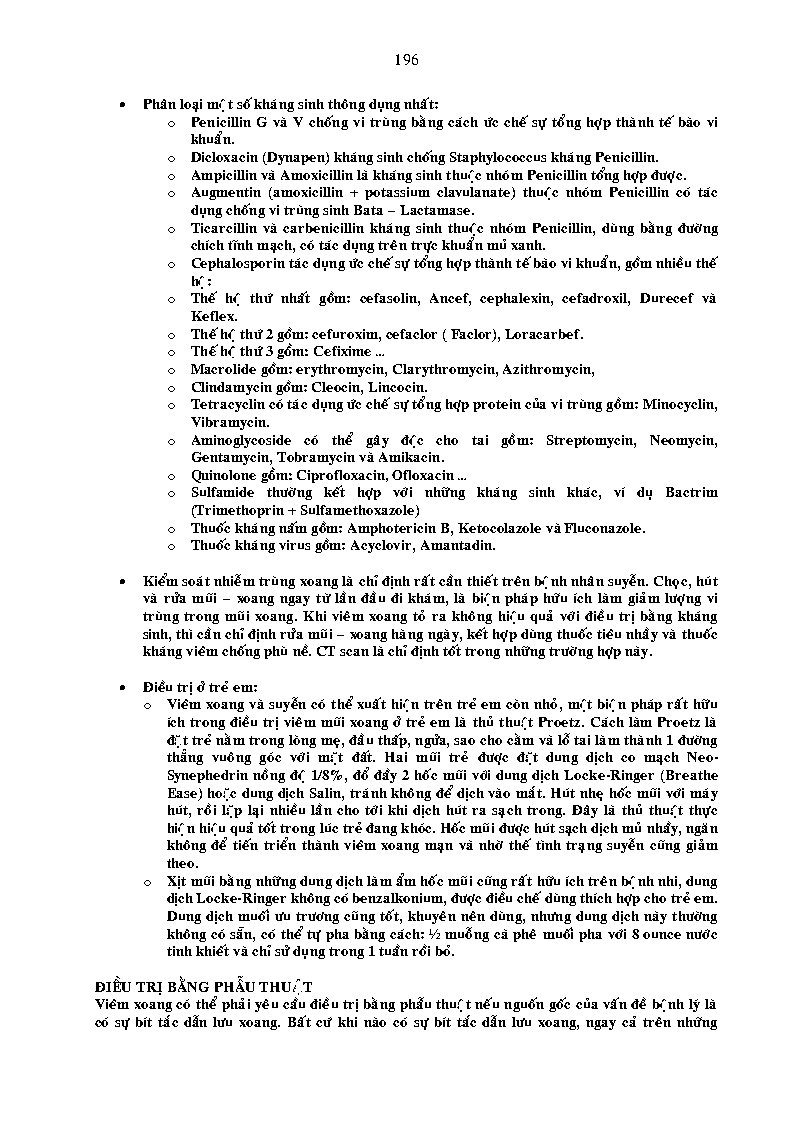 196
• Phân loại một số kháng sinh thông dụng nhất:
o Penicillin G và V chống vi trùng bằng cách ức chế sự tổng hợp thành tế bào vi
khuẩn.
o Dicloxacin (Dynapen) kháng sinh chống Staphylococcus kháng Penicillin.
o Ampicillin và Amoxicillin là kháng sinh thuộc nhóm Penicillin tổng hợp được.
o Augmentin (amoxicillin + potassium clavulanate) thuộc nhóm Penicillin có tác
dụng chống vi trùng sinh Bata – Lactamase.
o Ticarcillin và carbenicillin kháng sinh thuộc nhóm Penicillin, dùng bằng đường
chích tĩnh mạch, có tác dụng trên trực khuẩn mủ xanh.
o Cephalosporin tác dụng ức chế sự tổng hợp thành tế bào vi khuẩn, gồm nhiều thế
hệ :
o Thế hệ thứ nhất gồm: cefasolin, Ancef, cephalexin, cefadroxil, Durecef và
Keflex.
o Thế hệ thứ 2 gồm: cefuroxim, cefaclor ( Faclor), Loracarbef.
o Thế hệ thứ 3 gồm: Cefixime ...
o Macrolide gồm: erythromycin, Clarythromycin, Azithromycin,
o Clindamycin gồm: Cleocin, Lincocin.
o Tetracyclin có tác dụng ức chế sự tổng hợp protein của vi trùng gồm: Minocyclin,
Vibramycin.
o Aminoglycoside có thể gây độc cho tai gồm: Streptomycin, Neomycin,
Gentamycin, Tobramycin và Amikacin.
o Quinolone gồm: Ciprofloxacin, Ofloxacin ...
o Sulfamide thường kết hợp với những kháng sinh khác, ví dụ Bactrim
(Trimethoprin + Sulfamethoxazole)
o Thuốc kháng nấm gồm: Amphotericin B, Ketocolazole và Fluconazole.
o Thuốc kháng virus gồm: Acyclovir, Amantadin.
• Kiểm soát nhiễm trùng xoang là chỉ định rất cần thiết trên bệnh nhân suyễn. Chọc, hút
và rửa mũi – xoang ngay từ lần đầu đi khám, là biện pháp hữu ích làm giảm lượng vi
trùng trong mũi xoang. Khi viêm xoang tỏ ra không hiệu quả với điều trị bằng kháng
sinh, thì cần chỉ định rửa mũi – xoang hàng ngày, kết hợp dùng thuốc tiêu nhầy và thuốc
kháng viêm chống phù nề. CT scan là chỉ định tốt trong những trường hợp này.
• Điều trị ở trẻ em:
o Viêm xoang và suyễn có thể xuất hiện trên trẻ em còn nhỏ, một biện pháp rất hữu
ích trong điều trị viêm mũi xoang ở trẻ em là thủ thuật Proetz. Cách làm Proetz là
đặt trẻ nằm trong lòng mẹ, đầu thấp, ngửa, sao cho cằm và lỗ tai làm thành 1 đường
thẳng vuông góc với mặt đất. Hai mũi trẻ được đặt dung dịch co mạch Neo-
Synephedrin nồng độ 1/8%, đổ đầy 2 hốc mũi với dung dịch Locke-Ringer (Breathe
Ease) hoặc dung dịch Salin, tránh không để dịch vào mắt. Hút nhẹ hốc mũi với máy
hút, rồi lặp lại nhiều lần cho tới khi dịch hút ra sạch trong. Đây là thủ thuật thực
hiện hiệu quả tốt trong lúc trẻ đang khóc. Hốc mũi được hút sạch dịch mủ nhầy, ngăn
không để tiến triển thành viêm xoang mạn và nhờ thế tình trạng suyễn cũng giảm
theo.
o Xịt mũi bằng những dung dịch làm ẩm hốc mũi cũng rất hữu ích trên bệnh nhi, dung
dịch Locke-Ringer không có benzalkonium, được điều chế dùng thích hợp cho trẻ em.
Dung dịch muối ưu trương cũng tốt, khuyên nên dùng, nhưng dung dịch này thường
không có sẵn, có thể tự pha bằng cách: ½ muỗng cà phê muối pha với 8 ounce nước
tinh khiết và chỉ sử dụng trong 1 tuần rồi bỏ.
ĐIỀU TRỊ BẰNG PHẪU THUẬT
Viêm xoang có thể phải yêu cầu điều trị bằng phẫu thuật nếu nguồn gốc của vấn đề bệnh lý là
có sự bít tắc dẫn lưu xoang. Bất cứ khi nào có sự bít tắc dẫn lưu xoang, ngay cả trên những